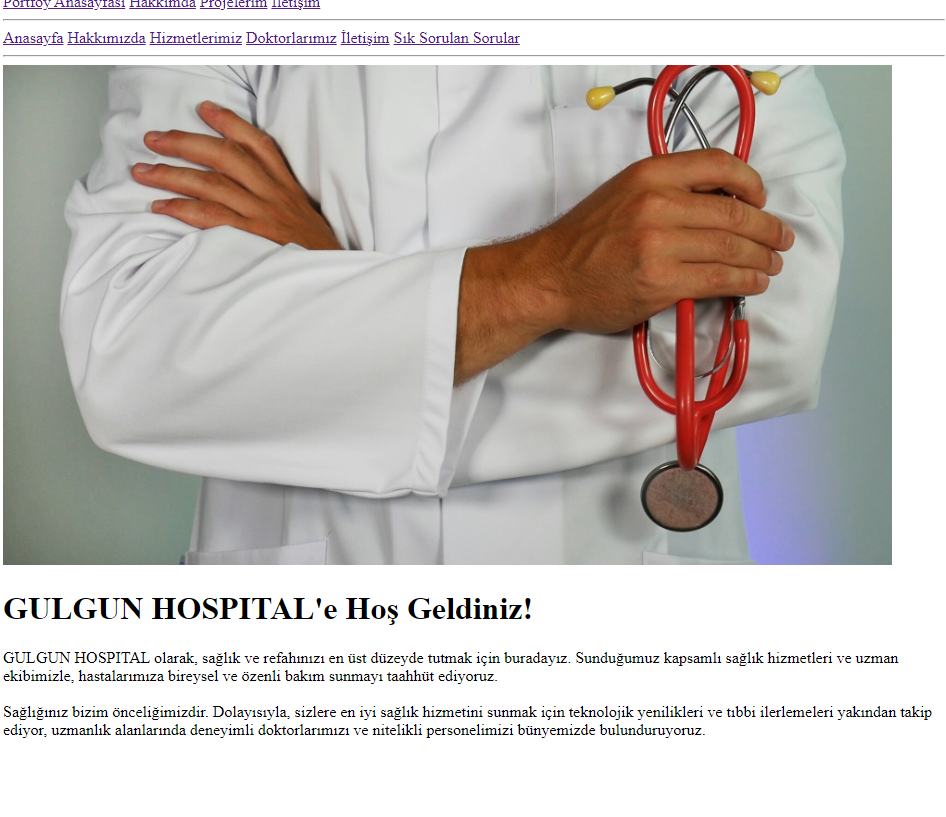 Portföy Anasayfası Hakkımda Projelerim İletişim
Anasayfa Hakkımızda Hizmetlerimiz Doktorlarımız İletişim Sık Sorulan Sorular
GULGUN HOSPITAL'e Hoş Geldiniz!
GULGUN HOSPITAL olarak, sağlık ve refahınızı en üst düzeyde tutmak için buradayız. Sunduğumuz kapsamlı sağlık hizmetleri ve uzman
ekibimizle, hastalarımıza bireysel ve özenli bakım sunmayı taahhüt ediyoruz.
Sağlığınız bizim önceliğimizdir. Dolayısıyla, sizlere en iyi sağlık hizmetini sunmak için teknolojik yenilikleri ve tıbbi ilerlemeleri yakından takip
ediyor, uzmanlık alanlarında deneyimli doktorlarımızı ve nitelikli personelimizi bünyemizde bulunduruyoruz.